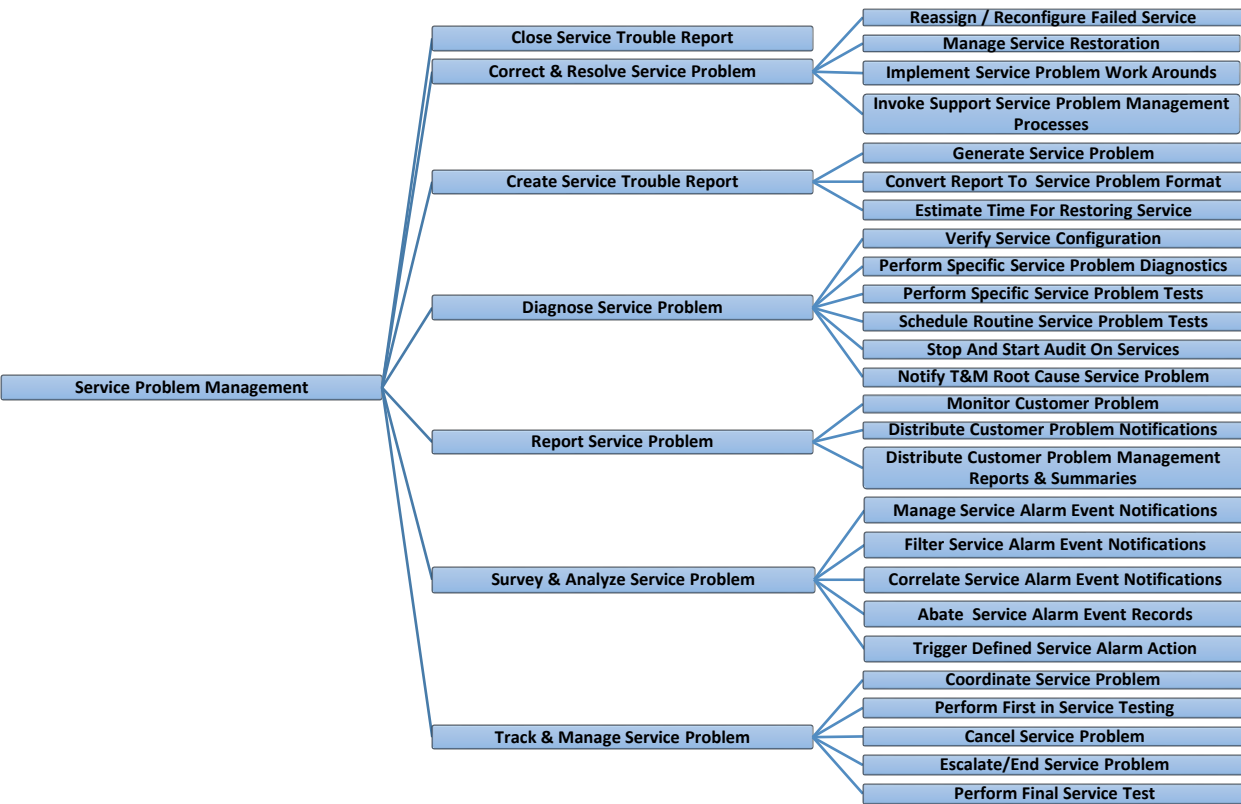 Service Problem Management
Close Service Trouble Report
Correct & Resolve Service Problem
Reassign / Reconfigure Failed Service
Manage Service Restoration
Implement Service Problem Work Arounds
Invoke Support Service Problem Management
Processes
Create Service Trouble Report
Generate Service Problem
Convert Report To Service Problem Format
Estimate Time For Restoring Service
Diagnose Service Problem
Verify Service Configuration
Perform Specific Service Problem Diagnostics
Perform Specific Service Problem Tests
Schedule Routine Service Problem Tests
Stop And Start Audit On Services
Notify T&M Root Cause Service Problem
Report Service Problem
Monitor Customer Problem
Distribute Customer Problem Notifications
Distribute Customer Problem Management
Reports & Summaries
Survey & Analyze Service Problem
Manage Service Alarm Event Notifications
Filter Service Alarm Event Notifications
Correlate Service Alarm Event Notifications
Abate Service Alarm Event Records
Trigger Defined Service Alarm Action
Track & Manage Service Problem
Coordinate Service Problem
Perform First in Service Testing
Cancel Service Problem
Escalate/End Service Problem
Perform Final Service Test